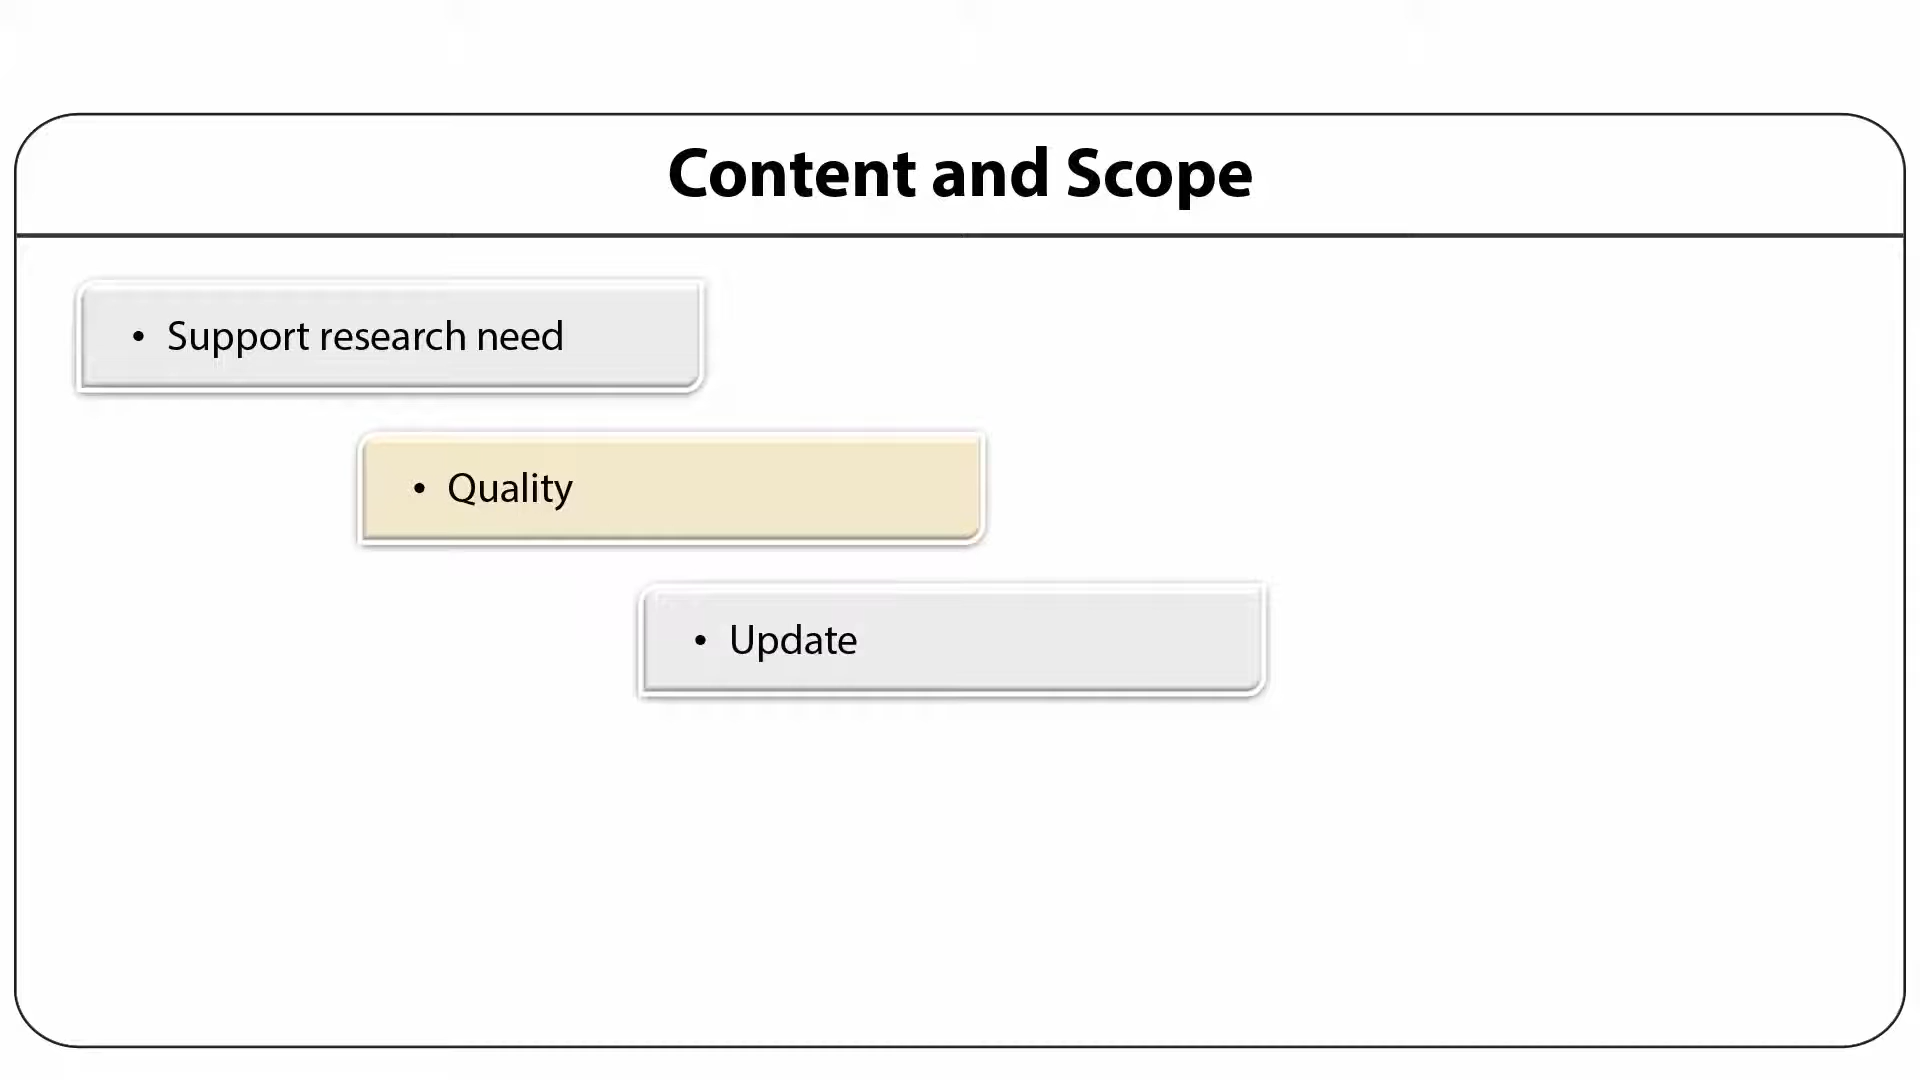 Content and Scope
• Support research need
• Quality
• Update